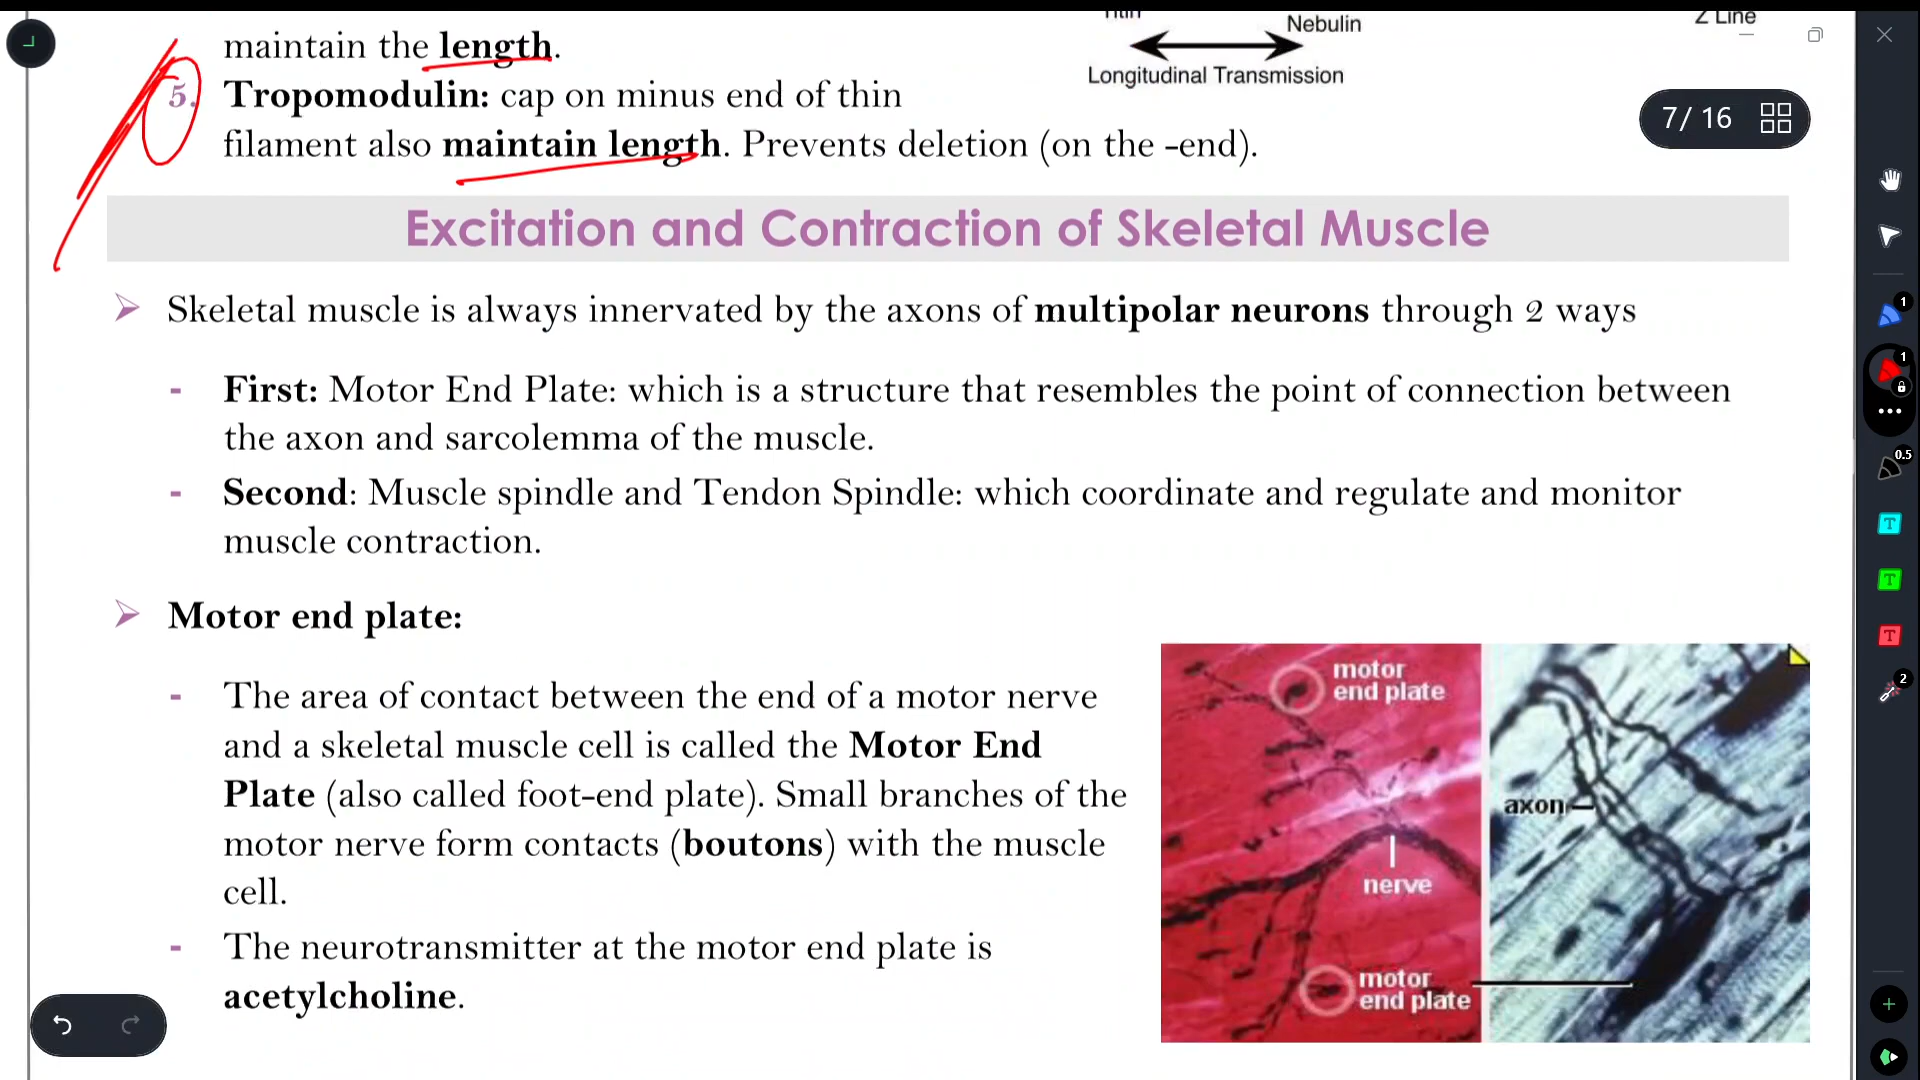 Nebulin
Z Line
Longitudinal Transmission
maintain the length.
5. Tropomodulin: cap on minus end of thin
filament also maintain length. Prevents deletion (on the -end).
7/ 16
Excitation and Contraction of Skeletal Muscle
➢ Skeletal muscle is always innervated by the axons of multipolar neurons through 2 ways
- First: Motor End Plate: which is a structure that resembles the point of connection between
the axon and sarcolemma of the muscle.
- Second: Muscle spindle and Tendon Spindle: which coordinate and regulate and monitor
muscle contraction.
➢ Motor end plate:
- The area of contact between the end of a motor nerve
and a skeletal muscle cell is called the Motor End
Plate (also called foot-end plate). Small branches of the
motor nerve form contacts (boutons) with the muscle
cell.
- The neurotransmitter at the motor end plate is
acetylcholine.
motor
end plate
nerve
motor
end plate
axon
1
1
0.5
T
T
T
2